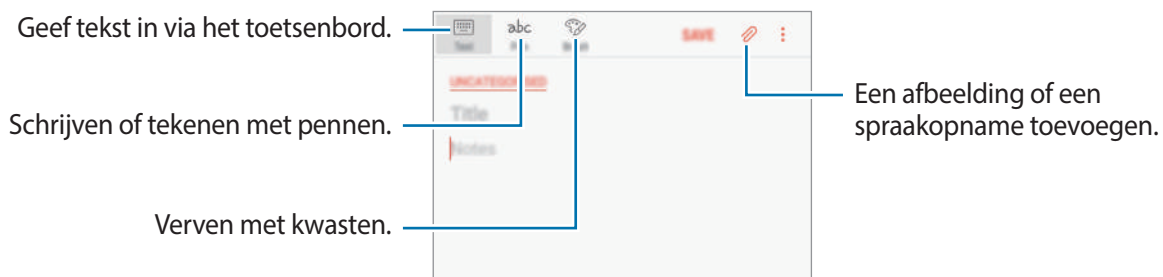 Geef tekst in via het toetsenbord.
abc
SAVE
UNCATEGORISED
Title
Een afbeelding of een
spraakopname toevoegen.
Schrijven of tekenen met pennen.
Notes
Verven met kwasten.